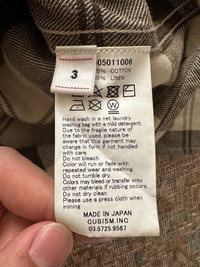 3
05011006
5% COTTON
5% LINEN
Hand wash in a net laundry
washing bag with a mild detergent.
Due to the fragile nature of
the fabric used, please be
aware that this garment may
change in form if not handled
with care.
Do not bleach.
Color will run or fade with
repeated wear and washing.
Do not tumble dry.
Colors may bleed or transfer onto
other clothes if rubbing occurs.
Do not dry clean
Please use a press cloth when
ironing
MADE IN JAPAN
CUBISM.INC
03.5725.9567